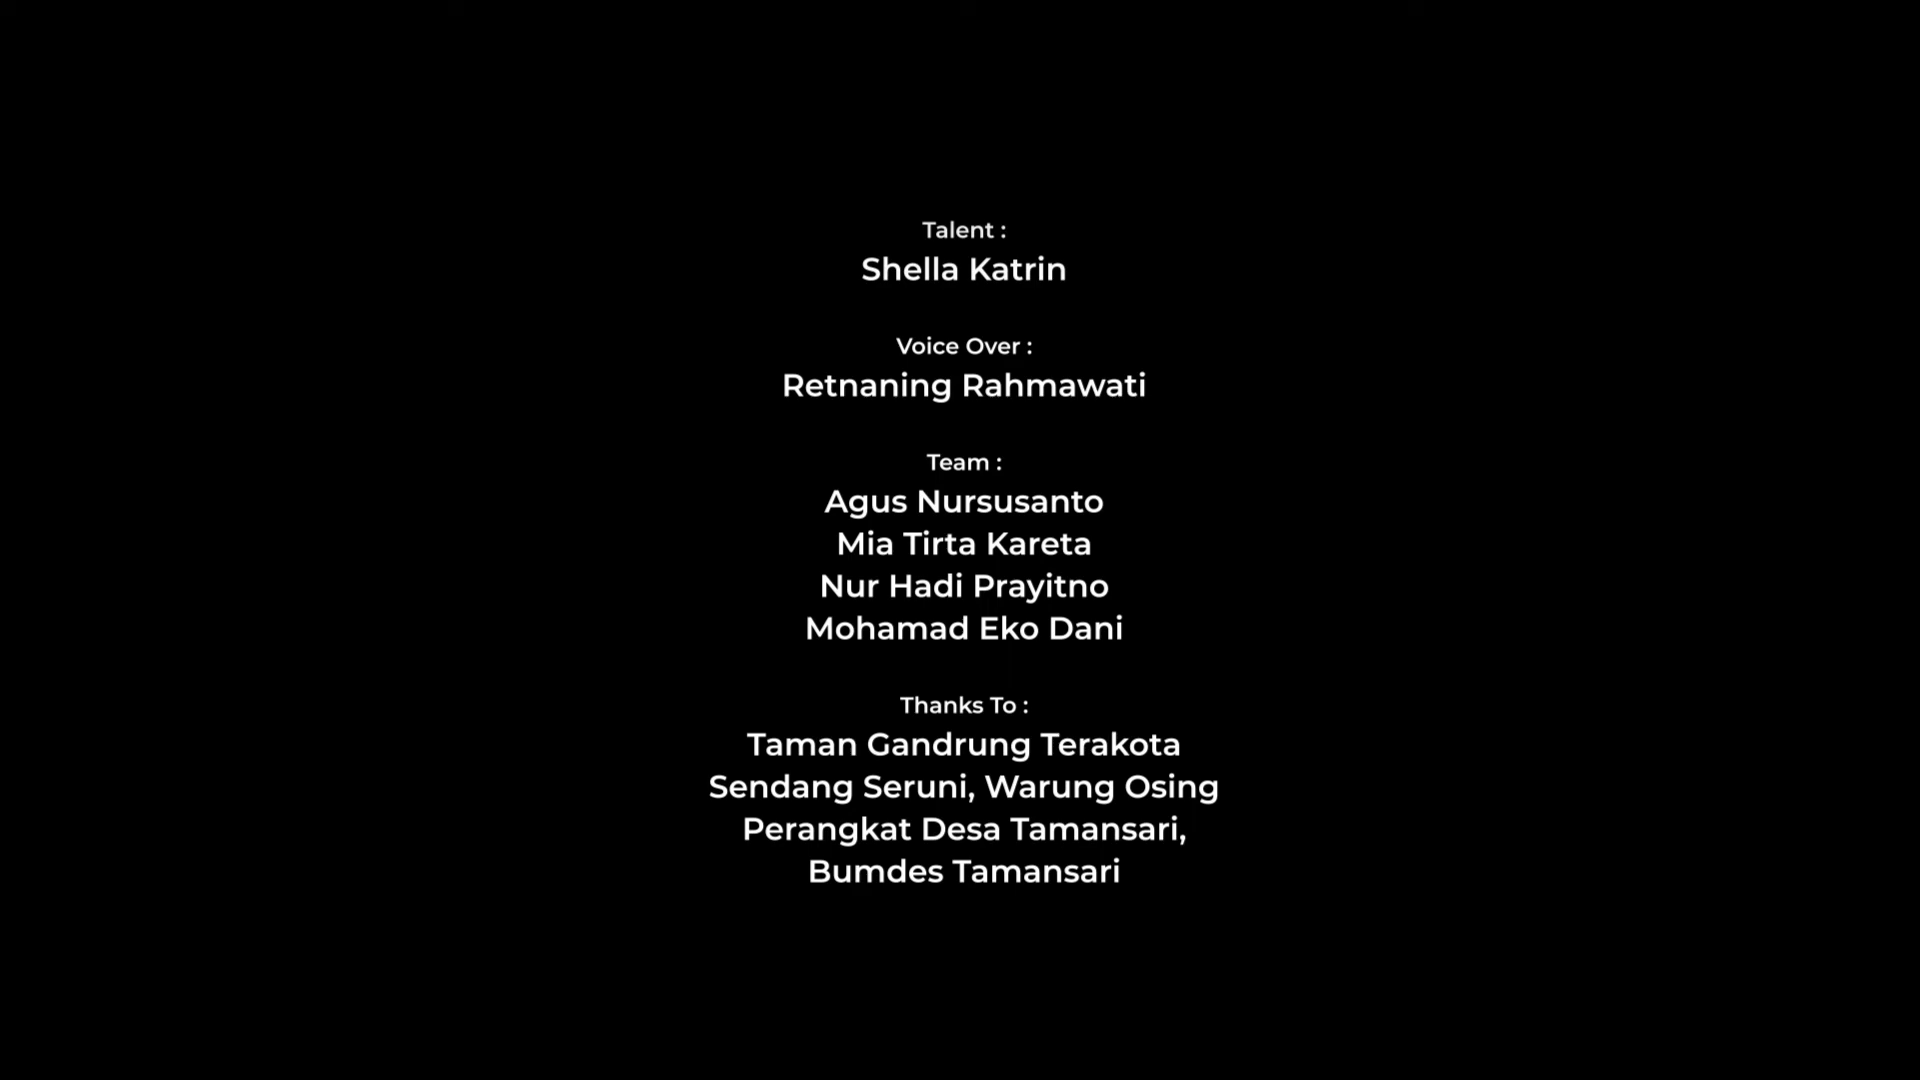 Talent :
Shella Katrin
Voice Over :
Retnaning Rahmawati
Team :
Agus Nursusanto
Mia Tirta Kareta
Nur Hadi Prayitno
Mohamad Eko Dani
Thanks To :
Taman Gandrung Terakota
Sendang Seruni, Warung Osing
Perangkat Desa Tamansari,
Bumdes Tamansari